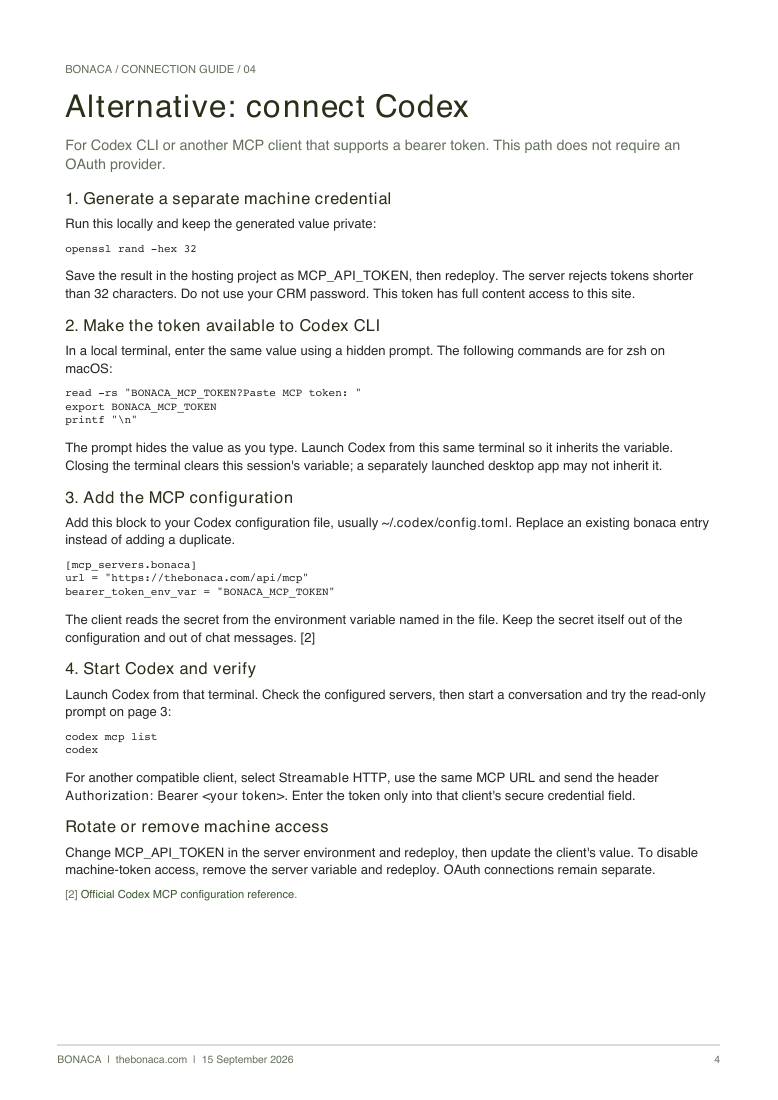 BONACA / CONNECTION GUIDE / 04
Alternative: connect Codex
For Codex CLI or another MCP client that supports a bearer token. This path does not require an
OAuth provider.
1. Generate a separate machine credential
Run this locally and keep the generated value private:
openssl rand -hex 32
Save the result in the hosting project as MCP_API_TOKEN, then redeploy. The server rejects tokens shorter
than 32 characters. Do not use your CRM password. This token has full content access to this site.
2. Make the token available to Codex CLI
In a local terminal, enter the same value using a hidden prompt. The following commands are for zsh on
macOS:
read -rs "BONACA_MCP_TOKEN?Paste MCP token: "
export BONACA_MCP_TOKEN
printf "\n"
The prompt hides the value as you type. Launch Codex from this same terminal so it inherits the variable.
Closing the terminal clears this session's variable; a separately launched desktop app may not inherit it.
3. Add the MCP configuration
Add this block to your Codex configuration file, usually ~/.codex/config.toml. Replace an existing bonaca entry
instead of adding a duplicate.
[mcp_servers.bonaca]
url = "https://thebonaca.com/api/mcp"
bearer_token_env_var = "BONACA_MCP_TOKEN"
The client reads the secret from the environment variable named in the file. Keep the secret itself out of the
configuration and out of chat messages. [2]
4. Start Codex and verify
Launch Codex from that terminal. Check the configured servers, then start a conversation and try the read-only
prompt on page 3:
codex mcp list
codex
For another compatible client, select Streamable HTTP, use the same MCP URL and send the header
Authorization: Bearer <your token>. Enter the token only into that client's secure credential field.
Rotate or remove machine access
Change MCP_API_TOKEN in the server environment and redeploy, then update the client's value. To disable
machine-token access, remove the server variable and redeploy. OAuth connections remain separate.
[2] Official Codex MCP configuration reference.
BONACA | thebonaca.com | 15 September 2026
4